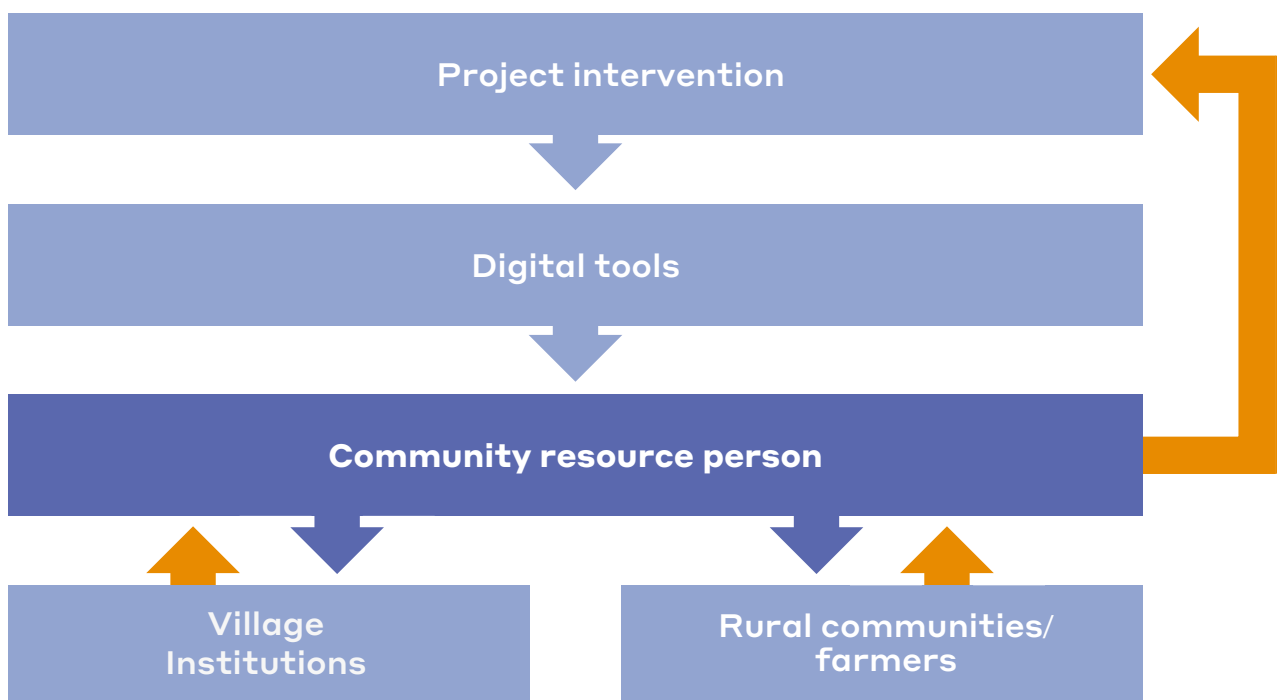 Project intervention
Digital tools
Community resource person
Village
Institutions
Rural communities/
farmers